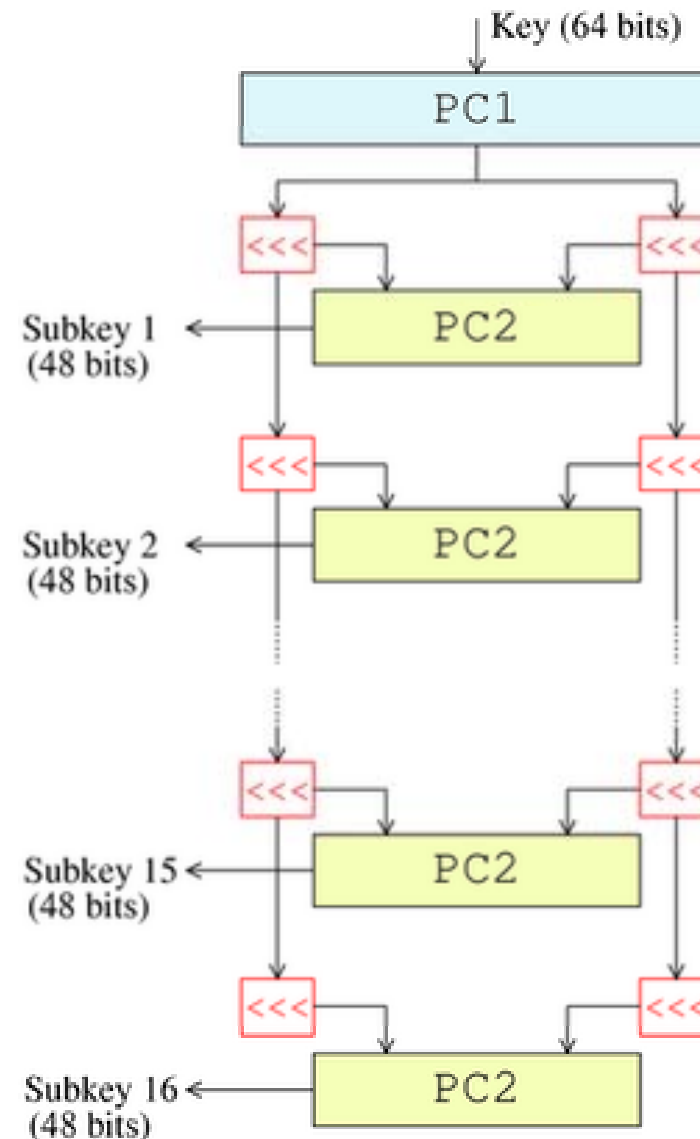 Key (64 bits)
PC1
<<< <<<
Subkey 1
(48 bits)
PC2
<<< <<<
Subkey 2
(48 bits)
PC2
<<< <<<
Subkey 15
(48 bits)
PC2
<<< <<<
Subkey 16
(48 bits)
PC2